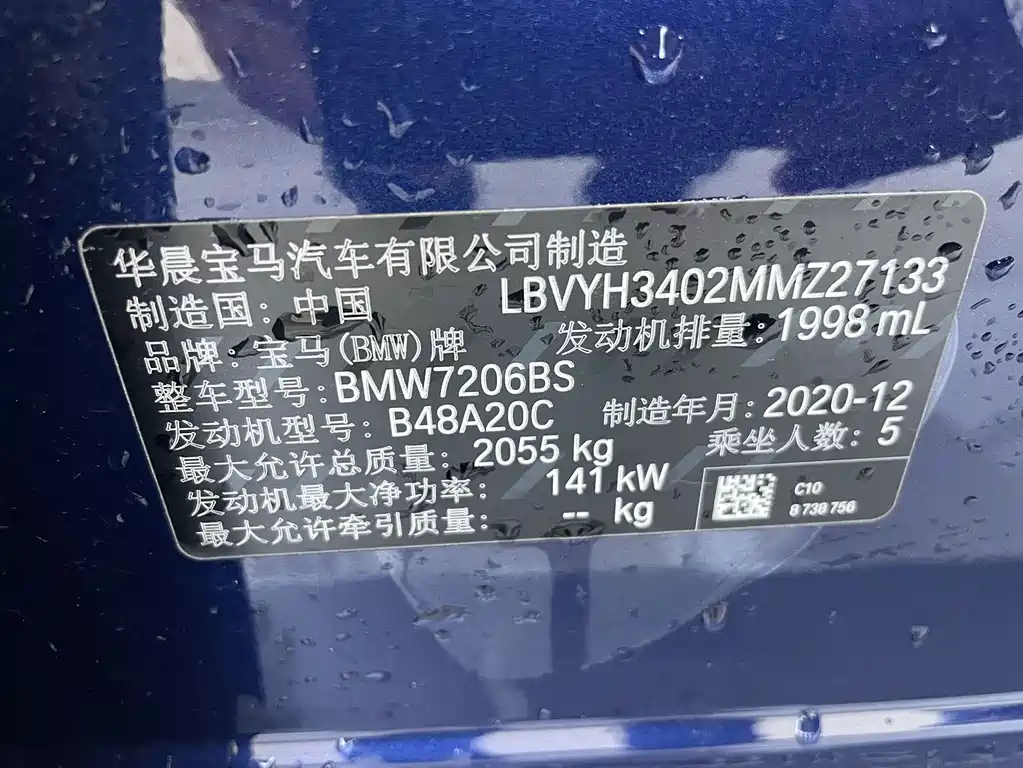 华晨宝马汽车有限公司制造
制造国：中国 LBVYH3402MMZ27133
品牌：宝马(BMW)牌 发动机排量：1998 mL
整车型号：BMW7206BS
发动机型号：B48A20C 制造年月：2020-12
最大允许总质量：2055 kg 乘坐人数：5
发动机最大净功率：141 kW
最大允许牵引质量：-- kg
C10
8 738 756